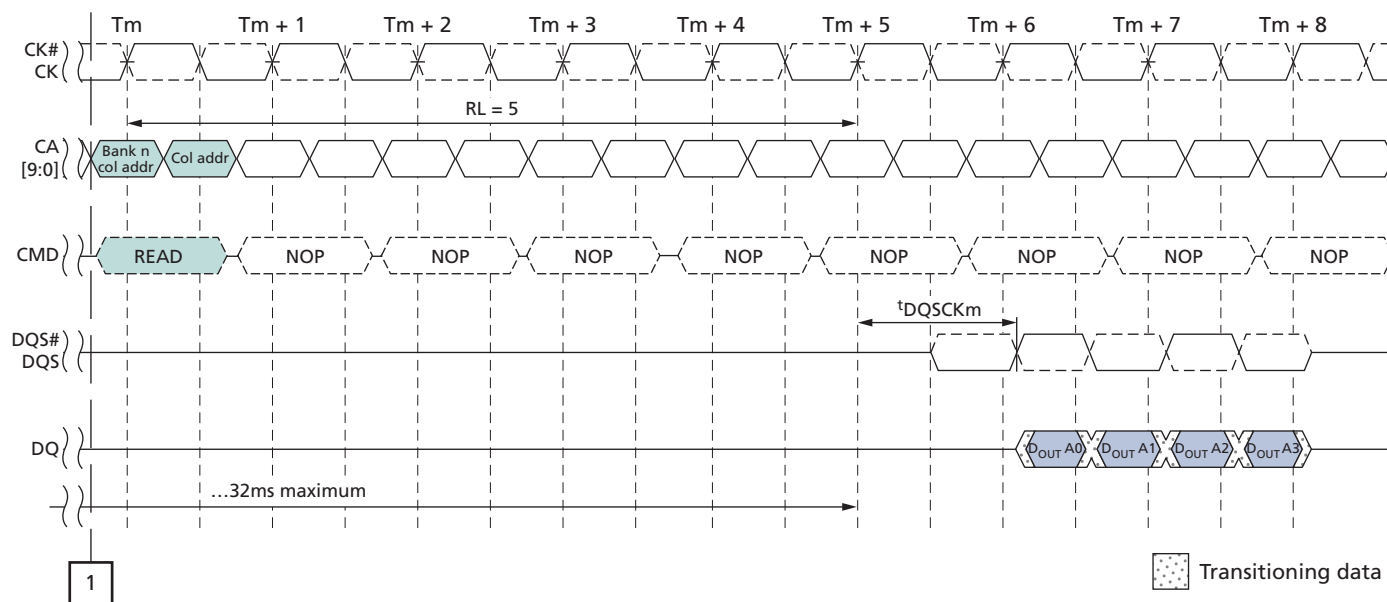 Tm Tm + 1 Tm + 2 Tm + 3 Tm + 4 Tm + 5 Tm + 6 Tm + 7 Tm + 8
CK#
CK
RL = 5
CA
[9:0]
Bank n
col addr
Col addr
CMD READ NOP NOP NOP NOP NOP NOP NOP NOP
tDQSCKm
DQS#
DQS
DQ DOUT A0 DOUT A1 DOUT A2 DOUT A3
…32ms maximum
1
Transitioning data